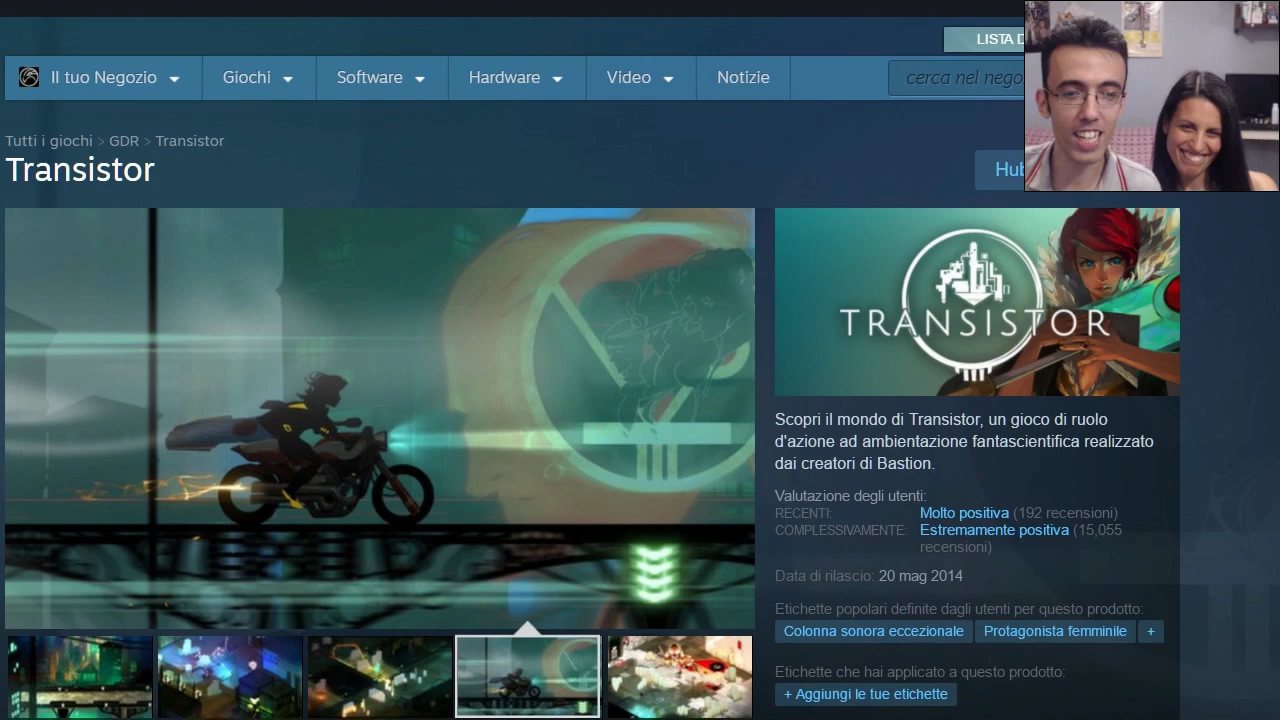 LISTA D
Il tuo Negozio
Giochi
Software
Hardware
Video
Notizie
cerca nel nego
Tutti i giochi > GDR > Transistor
Transistor
Hub
TRANSISTOR
Scopri il mondo di Transistor, un gioco di ruolo
d'azione ad ambientazione fantascientifica realizzato
dai creatori di Bastion.
Valutazione degli utenti:
RECENTI: Molto positiva (192 recensioni)
COMPLESSIVAMENTE: Estremamente positiva (15,055
recensioni)
Data di rilascio: 20 mag 2014
Etichette popolari definite dagli utenti per questo prodotto:
Colonna sonora eccezionale
Protagonista femminile
+
Etichette che hai applicato a questo prodotto:
+ Aggiungi le tue etichette